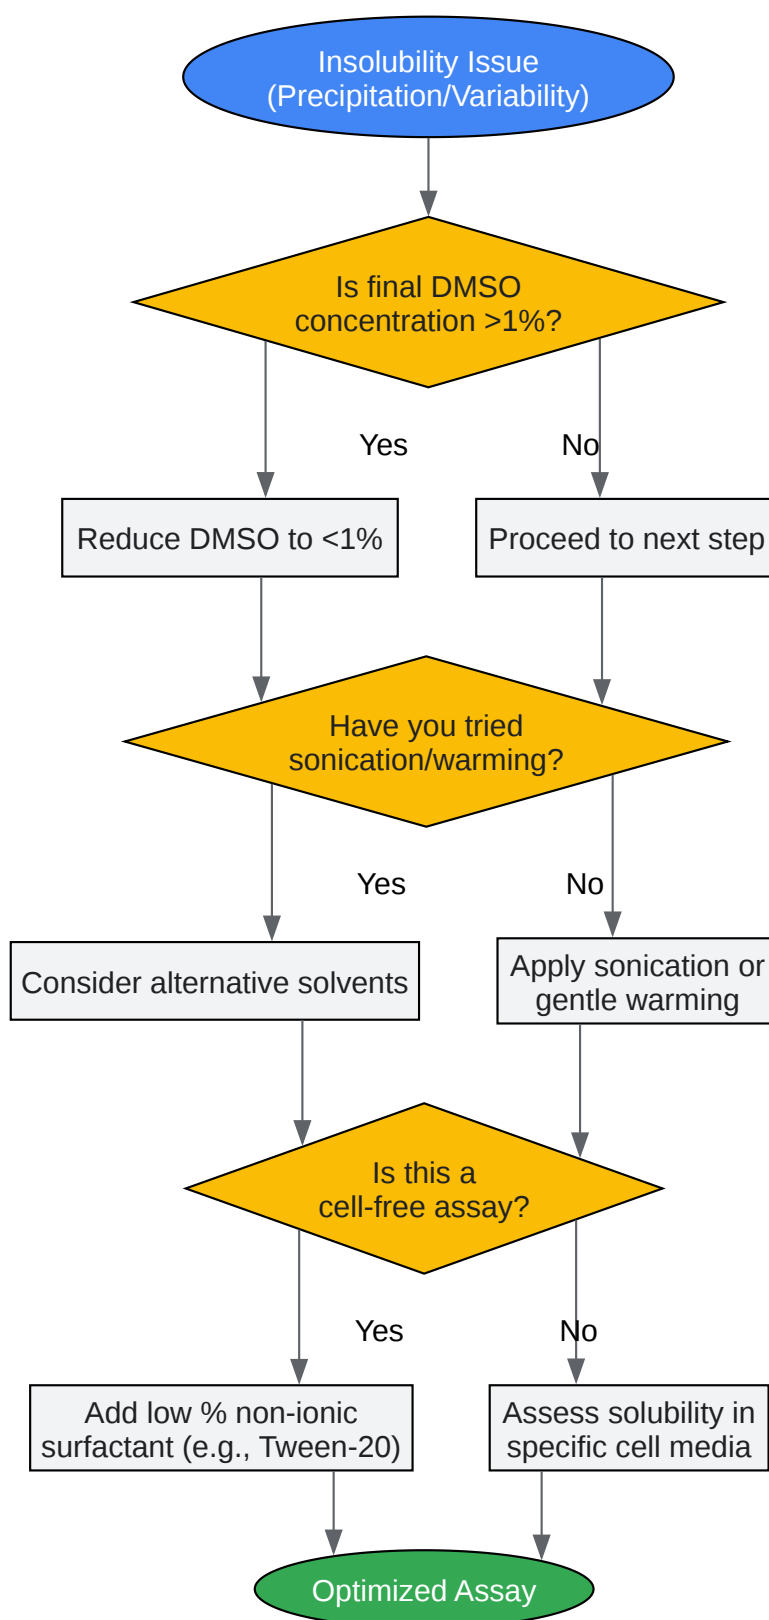 Insolubility Issue
(Precipitation/Variability)
Is final DMSO
concentration >1%?
Yes
No
Reduce DMSO to <1%
Proceed to next step
Have you tried
sonication/warming?
Yes
No
Consider alternative solvents
Apply sonication or
gentle warming
Is this a
cell-free assay?
Yes
No
Add low % non-ionic
surfactant (e.g., Tween-20)
Assess solubility in
specific cell media
Optimized Assay